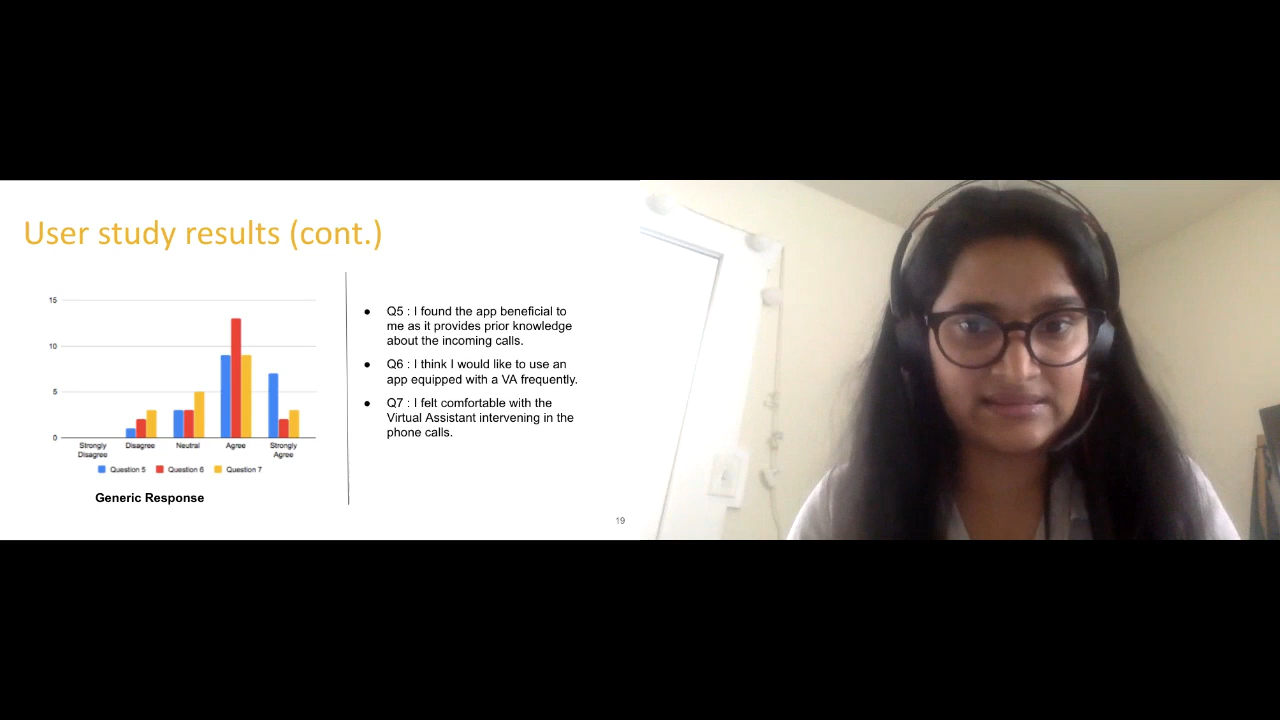 User study results (cont.)
15
10
5
0
Strongly Disagree
Disagree
Neutral
Agree
Strongly Agree
Question 5
Question 6
Question 7
Generic Response
● Q5 : I found the app beneficial to
me as it provides prior knowledge
about the incoming calls.
● Q6 : I think I would like to use an
app equipped with a VA frequently.
● Q7 : I felt comfortable with the
Virtual Assistant intervening in the
phone calls.
19